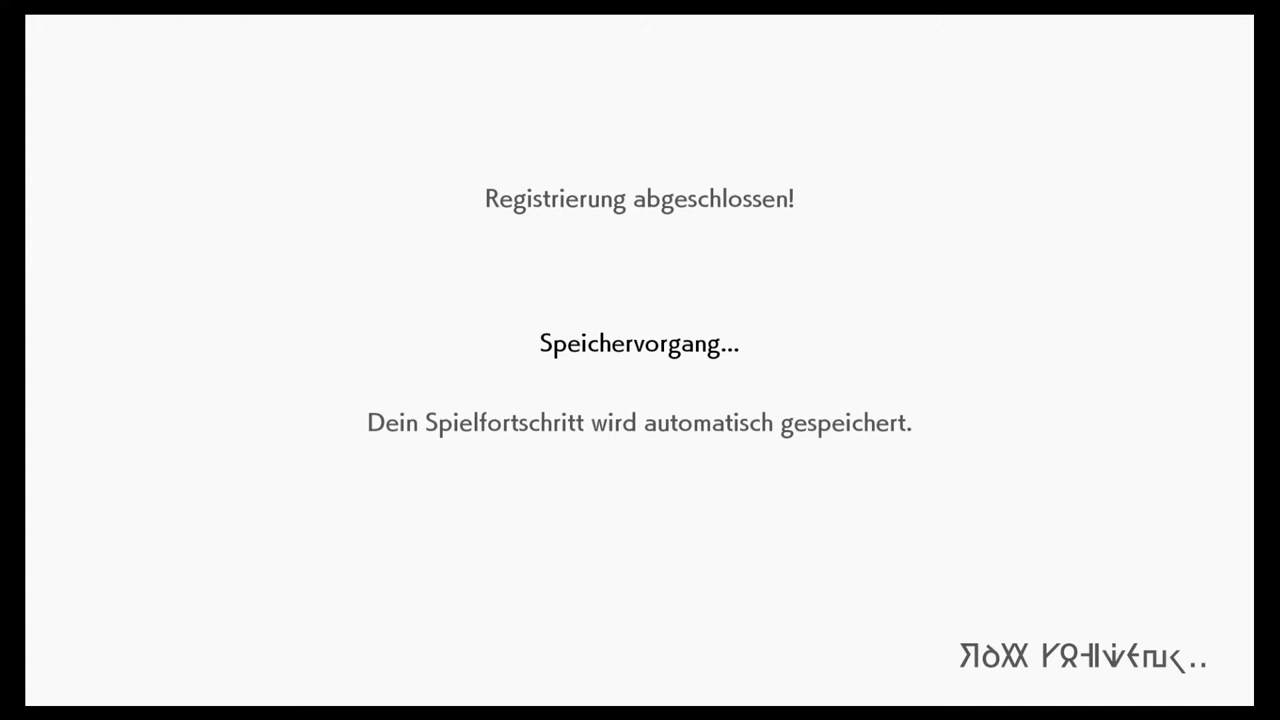 Registrierung abgeschlossen!
Speichervorgang...
Dein Spielfortschritt wird automatisch gespeichert.